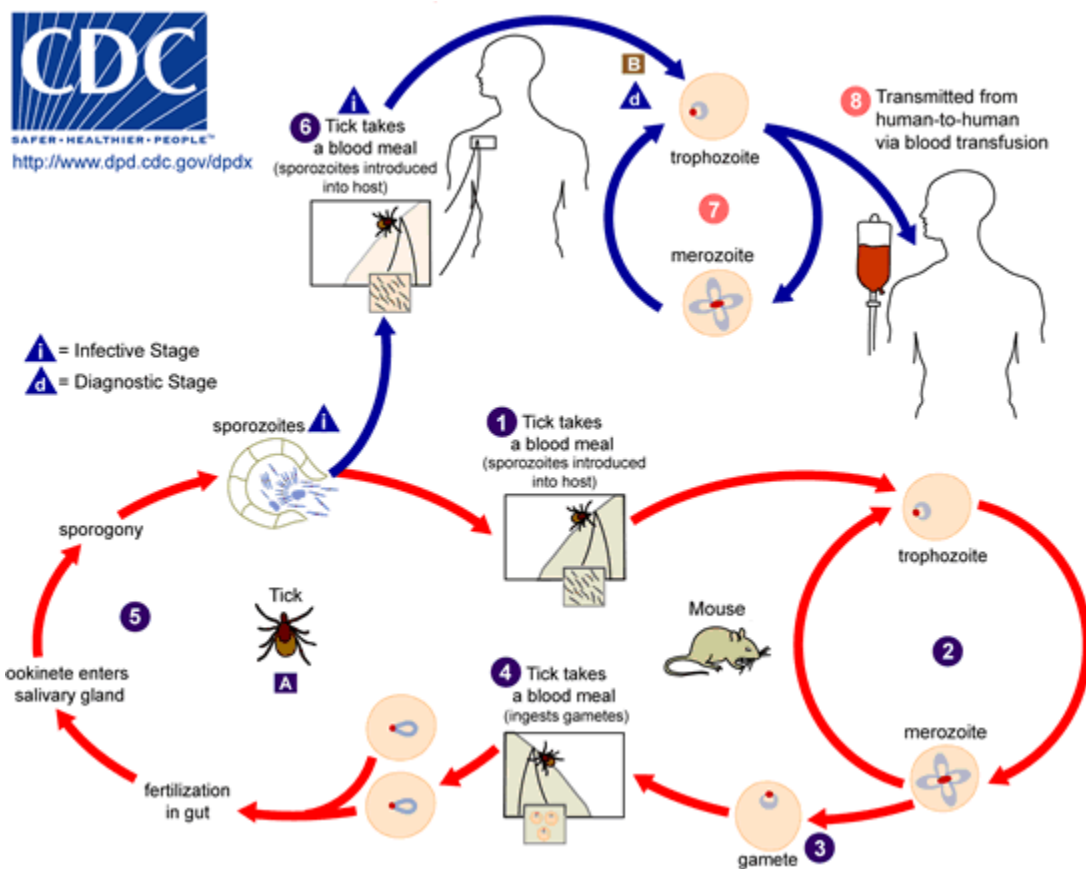 CDC
SAFER • HEALTHIER • PEOPLE™
http://www.dpd.cdc.gov/dpdx
i
6 Tick takes
a blood meal
(sporozoites introduced
into host)
B
d
trophozoite
7
merozoite
8 Transmitted from
human-to-human
via blood transfusion
i = Infective Stage
d = Diagnostic Stage
sporozoites i
1 Tick takes
a blood meal
(sporozoites introduced
into host)
trophozoite
sporogony
5
Tick
A
Mouse
2
ookinete enters
salivary gland
4 Tick takes
a blood meal
(ingests gametes)
merozoite
fertilization
in gut
gamete 3